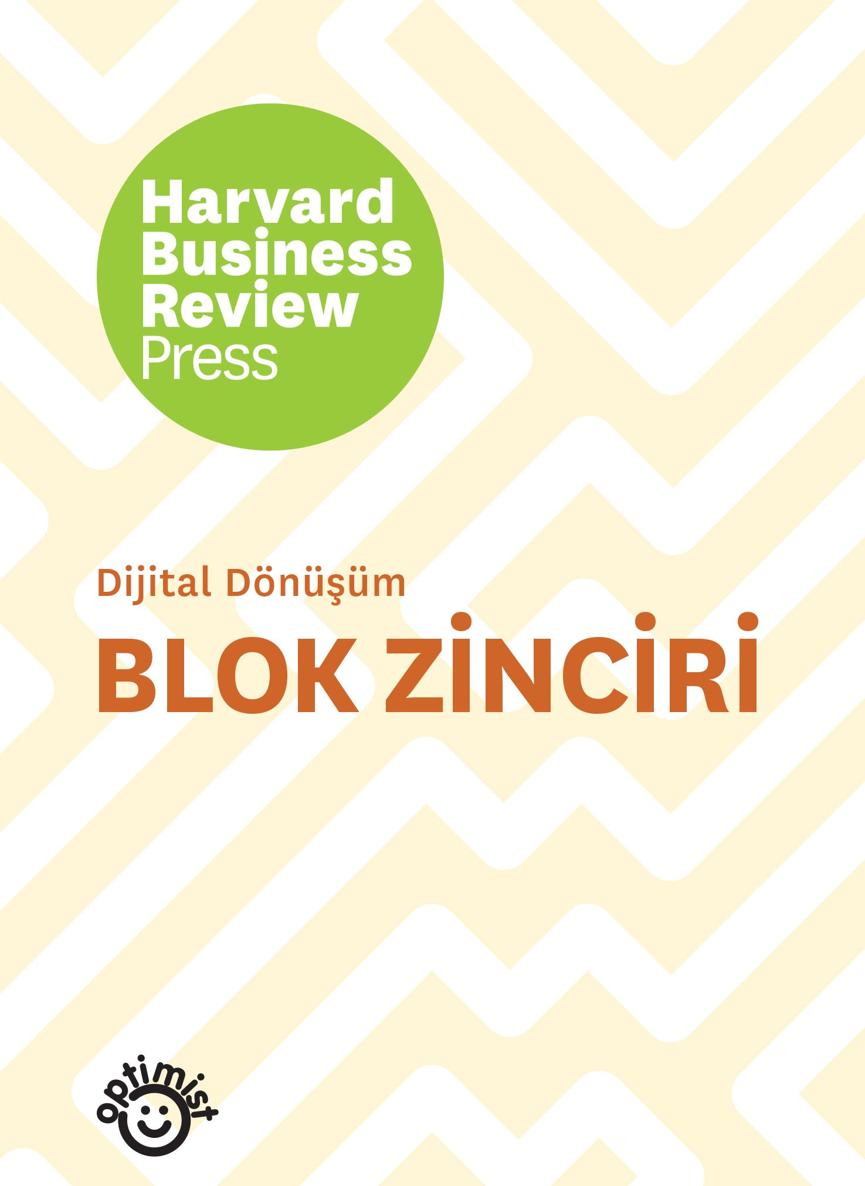 Harvard
Business
Review
Press
Dijital Dönüşüm
BLOK ZİNCİRİ
optimist